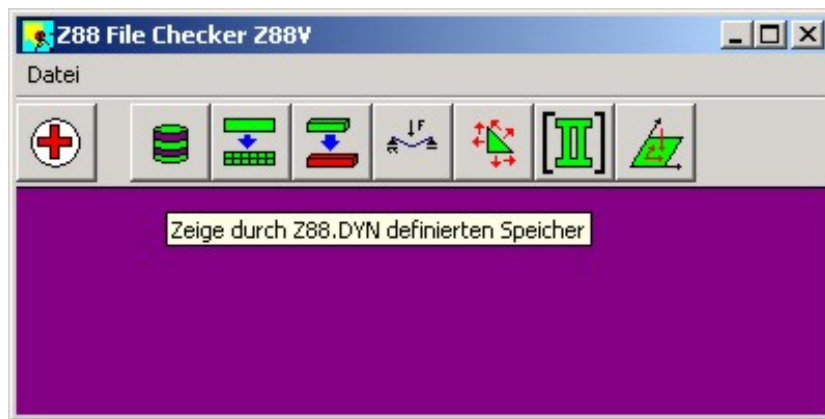 Z88 File Checker Z88V
Datei
F
Zeige durch Z88.DYN definierten Speicher